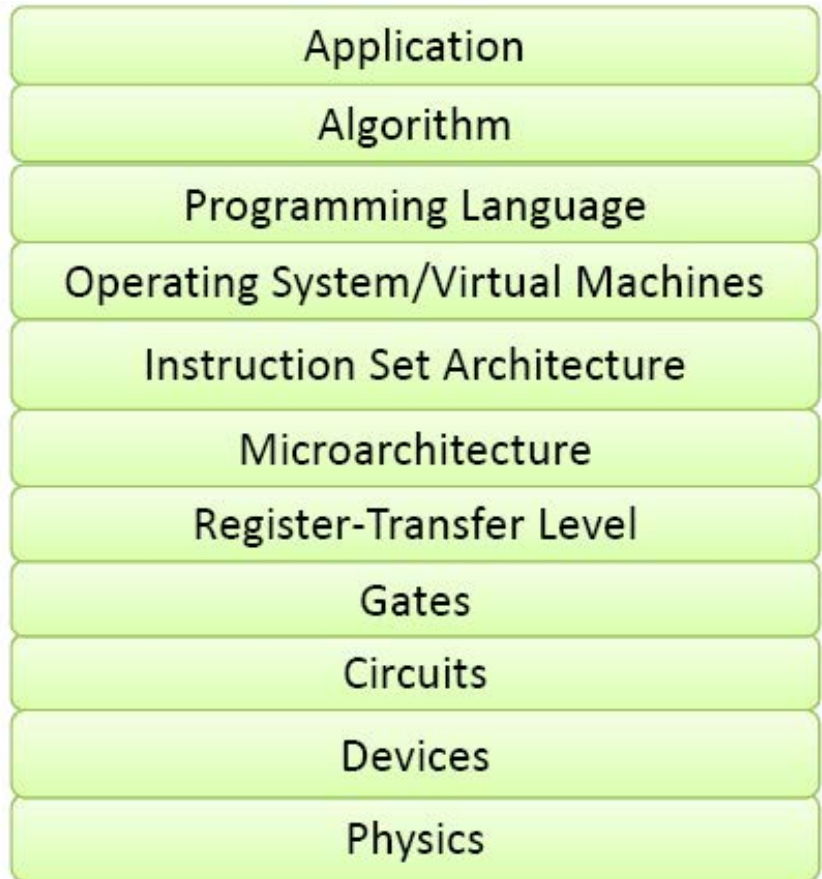 Application
Algorithm
Programming Language
Operating System/Virtual Machines
Instruction Set Architecture
Microarchitecture
Register-Transfer Level
Gates
Circuits
Devices
Physics